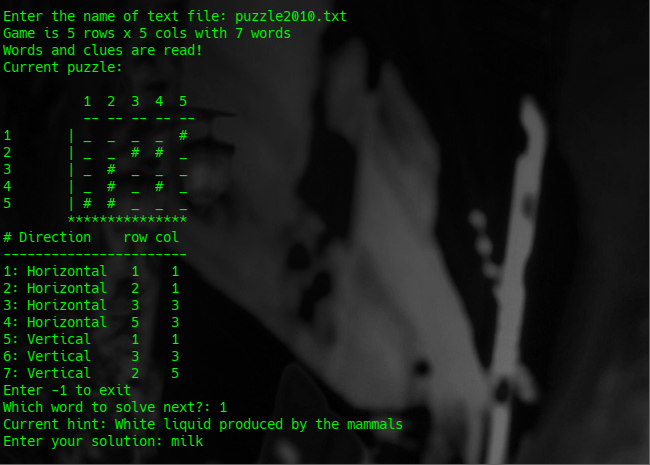 Enter the name of text file: puzzle2010.txt
Game is 5 rows x 5 cols with 7 words
Words and clues are read!
Current puzzle:
          1  2  3  4  5
          -- -- -- -- --
1       | _  _  _  _  #
2       | _  _  #  #  _
3       | _  #  _  _  _
4       | _  #  _  #  _
5       | #  #  _  _  _
        ***************
# Direction    row col
-----------------------
1: Horizontal   1    1
2: Horizontal   2    1
3: Horizontal   3    3
4: Horizontal   5    3
5: Vertical     1    1
6: Vertical     3    3
7: Vertical     2    5
Enter -1 to exit
Which word to solve next?: 1
Current hint: White liquid produced by the mammals
Enter your solution: milk